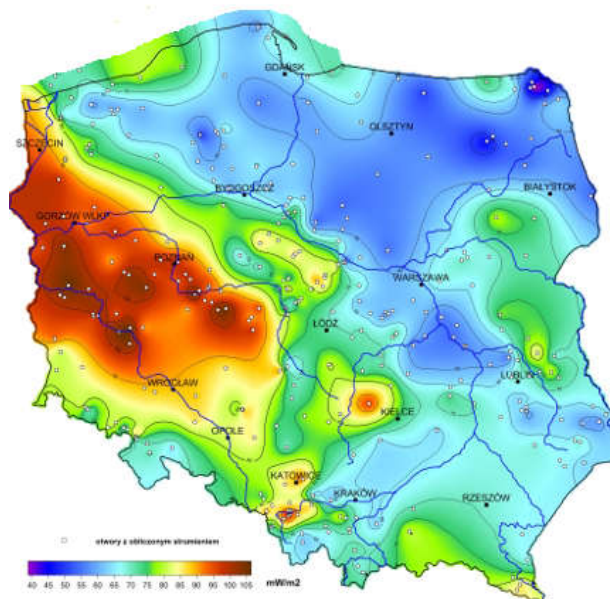 GDAŃSK
OLSZTYN
SZCZECIN
BYDGOSZCZ
BIAŁYSTOK
GORZÓW WLKP
POZNAŃ
WARSZAWA
ŁÓDŹ
LUBLIN
WROCŁAW
KIELCE
OPOLE
KATOWICE
KRAKÓW
RZESZÓW
otwory z obliczonym strumieniem
40 45 50 55 60 65 70 75 80 85 90 95 100 105 mW/m2